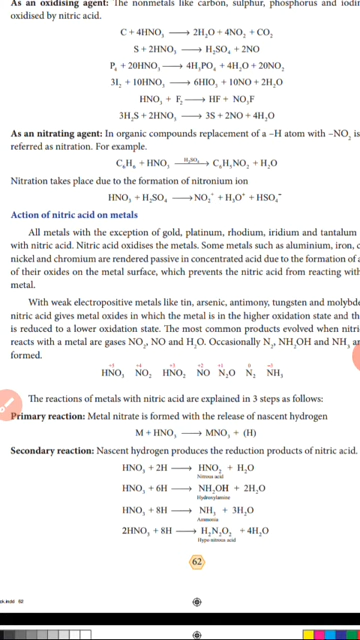 As an oxidising agent: The nonmetals like carbon, sulphur, phosphorus and iodin
oxidised by nitric acid.
C + 4HNO₃ ⟶ 2H₂O + 4NO₂ + CO₂
S + 2HNO₃ ⟶ H₂SO₄ + 2NO
P₄ + 20HNO₃ ⟶ 4H₃PO₄ + 4H₂O + 20NO₂
3I₂ + 10HNO₃ ⟶ 6HIO₃ + 10NO + 2H₂O
HNO₃ + F₂ ⟶ HF + NO₃F
3H₂S + 2HNO₃ ⟶ 3S + 2NO + 4H₂O
As an nitrating agent: In organic compounds replacement of a –H atom with –NO₂ is
referred as nitration. For example.
C₆H₆ + HNO₃ —H₂SO₄⟶ C₆H₅NO₂ + H₂O
Nitration takes place due to the formation of nitronium ion
HNO₃ + H₂SO₄ ⟶ NO₂⁺ + H₃O⁺ + HSO₄⁻
Action of nitric acid on metals
All metals with the exception of gold, platinum, rhodium, iridium and tantalum
with nitric acid. Nitric acid oxidises the metals. Some metals such as aluminium, iron, c
nickel and chromium are rendered passive in concentrated acid due to the formation of a
of their oxides on the metal surface, which prevents the nitric acid from reacting with
metal.
With weak electropositive metals like tin, arsenic, antimony, tungsten and molybde
nitric acid gives metal oxides in which the metal is in the higher oxidation state and th
is reduced to a lower oxidation state. The most common products evolved when nitri
reacts with a metal are gases NO₂, NO and H₂O. Occasionally N₂, NH₂OH and NH₃ ar
formed.
+5 +4 +3 +2 +1 0
HNO₃ NO₂ HNO₂ NO N₂O N₂ NH₃
The reactions of metals with nitric acid are explained in 3 steps as follows:
Primary reaction: Metal nitrate is formed with the release of nascent hydrogen
M + HNO₃ ⟶ MNO₃ + (H)
Secondary reaction: Nascent hydrogen produces the reduction products of nitric acid.
HNO₃ + 2H ⟶ HNO₂ + H₂O
Nitrous acid
HNO₃ + 6H ⟶ NH₂OH + 2H₂O
Hydroxylamine
HNO₃ + 8H ⟶ NH₃ + 3H₂O
Ammonia
2HNO₃ + 8H ⟶ H₂N₂O₂ + 4H₂O
Hypo nitrous acid
62